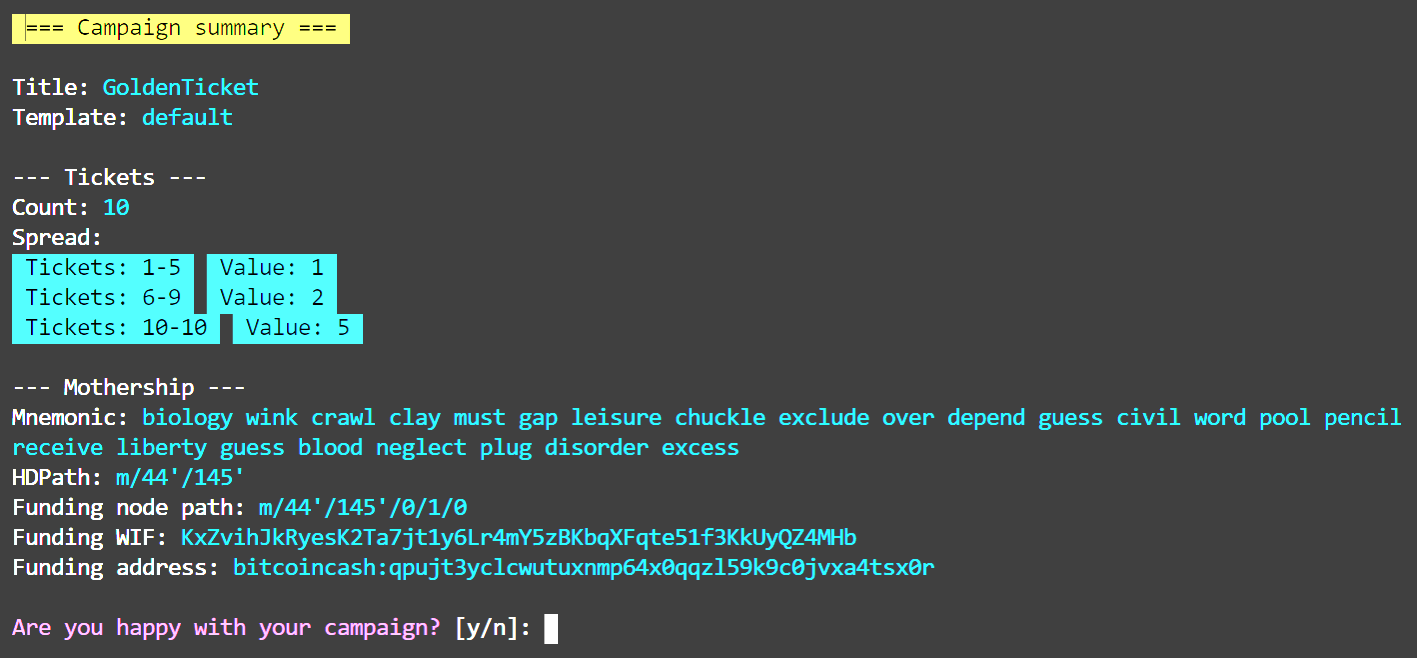 === Campaign summary ===
Title: GoldenTicket
Template: default
--- Tickets ---
Count: 10
Spread:
Tickets: 1-5 Value: 1
Tickets: 6-9 Value: 2
Tickets: 10-10 Value: 5
--- Mothership ---
Mnemonic: biology wink crawl clay must gap leisure chuckle exclude over depend guess civil word pool pencil
receive liberty guess blood neglect plug disorder excess
HDPath: m/44'/145'
Funding node path: m/44'/145'/0/1/0
Funding WIF: KxZvihJkRyesK2Ta7jt1y6Lr4mY5zBKbqXFqte51f3KkUyQZ4MHb
Funding address: bitcoincash:qpujt3yclcwutuxnmp64x0qqzl59k9c0jvxa4tsx0r
Are you happy with your campaign? [y/n]: